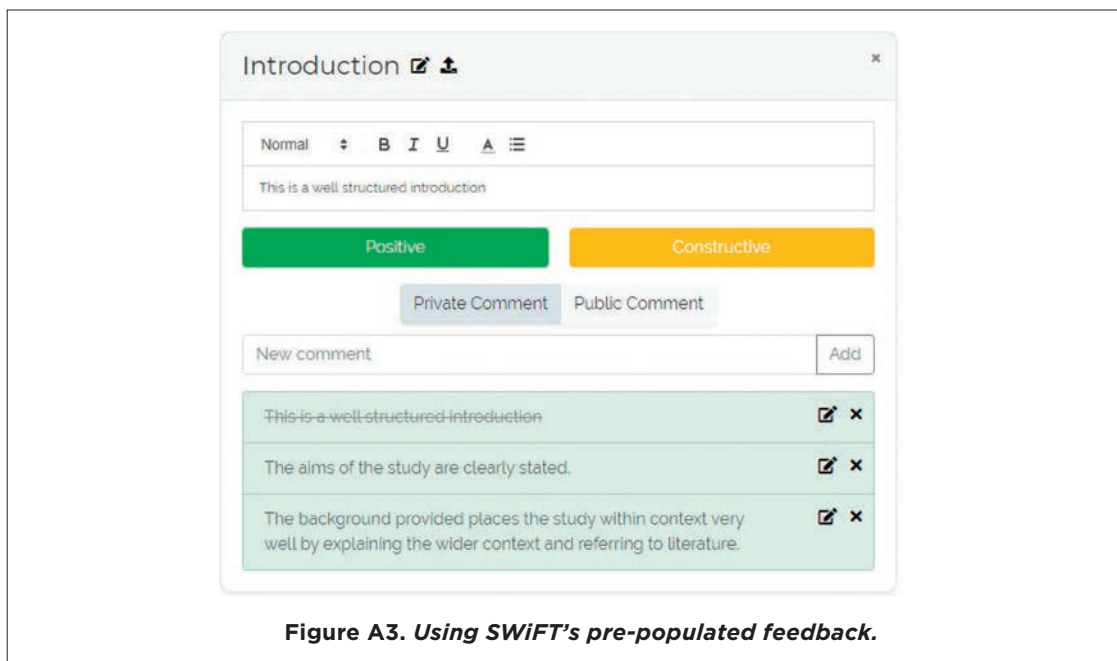 Introduction
Normal B I U A
This is a well structured introduction
Positive Constructive
Private Comment Public Comment
New comment Add
This is a well structured introduction
The aims of the study are clearly stated.
The background provided places the study within context very
well by explaining the wider context and referring to literature.
Figure A3. Using SWiFT's pre-populated feedback.